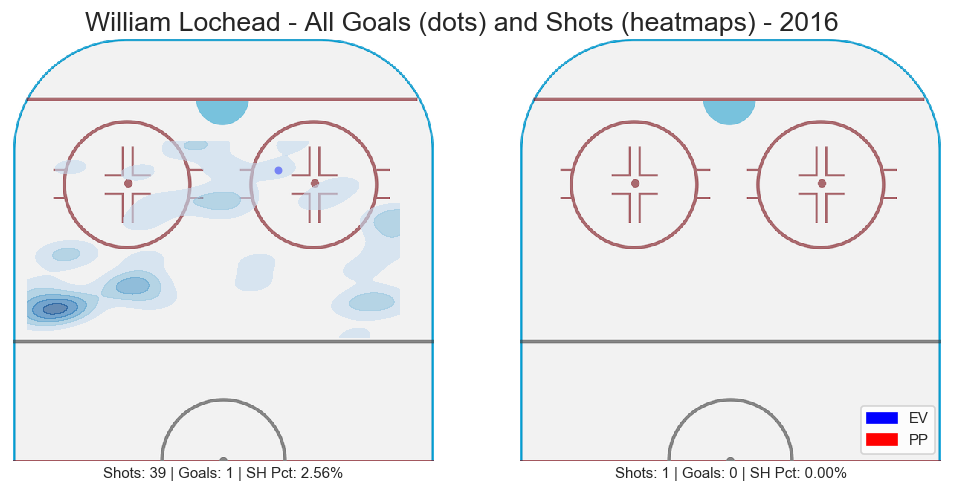 William Lochead - All Goals (dots) and Shots (heatmaps) - 2016
EV
PP
Shots: 39 | Goals: 1 | SH Pct: 2.56%
Shots: 1 | Goals: 0 | SH Pct: 0.00%